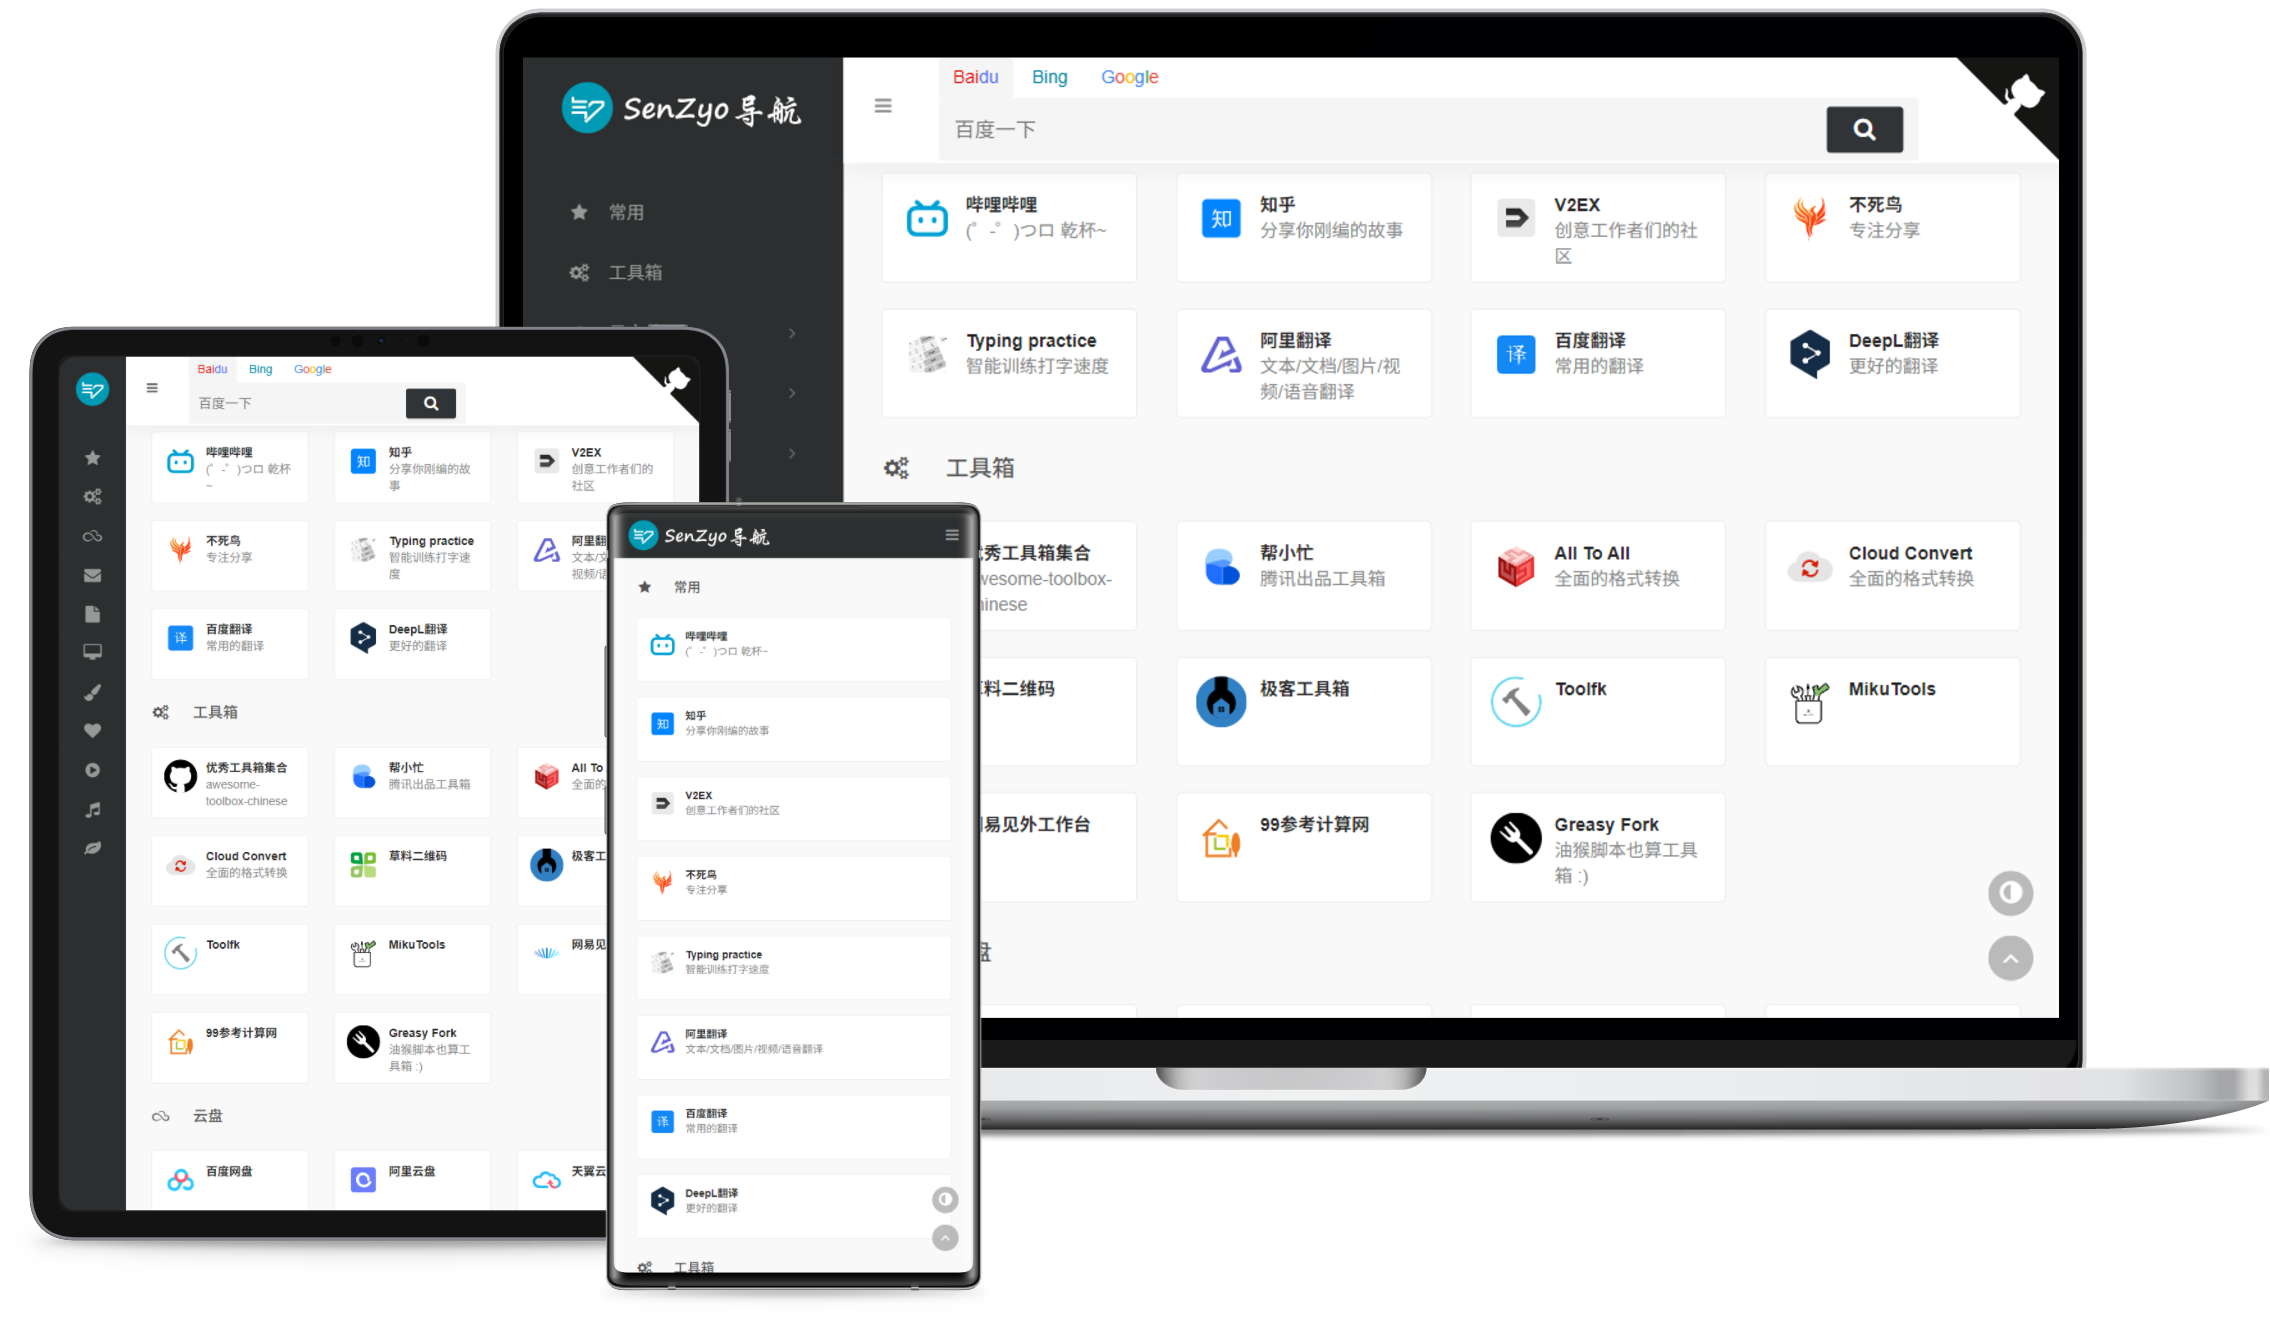 SenZyo导航
常用
工具箱
Baidu Bing Google
百度一下
哔哩哔哩
(゜-゜)つロ 乾杯~
知乎
分享你刚编的故事
V2EX
创意工作者们的社
区
不死鸟
专注分享
Typing practice
智能训练打字速度
阿里翻译
文本/文档/图片/视
频/语音翻译
百度翻译
常用的翻译
DeepL翻译
更好的翻译
工具箱
秀工具箱集合
wesome-toolbox-
inese
帮小忙
腾讯出品工具箱
All To All
全面的格式转换
Cloud Convert
全面的格式转换
料二维码
极客工具箱
Toolfk
MikuTools
易见外工作台
99参考计算网
Greasy Fork
油猴脚本也算工具
箱 :)
盘
Baidu Bing Google
百度一下
哔哩哔哩
(゜-゜)つロ 乾杯
~
知乎
分享你刚编的故
事
V2EX
创意工作者们的
社区
不死鸟
专注分享
Typing practice
智能训练打字速
度
阿里翻
文本/文
视频/语
百度翻译
常用的翻译
DeepL翻译
更好的翻译
工具箱
优秀工具箱集合
awesome-
toolbox-chinese
帮小忙
腾讯出品工具箱
All To
全面的
Cloud Convert
全面的格式转换
草料二维码
极客工
Toolfk
MikuTools
网易见
99参考计算网
Greasy Fork
油猴脚本也算工
具箱 :)
云盘
百度网盘
阿里云盘
天翼云
SenZyo导航
常用
哔哩哔哩
(゜-゜)つロ 乾杯~
知乎
分享你刚编的故事
V2EX
创意工作者们的社区
不死鸟
专注分享
Typing practice
智能训练打字速度
阿里翻译
文本/文档/图片/视频/语音翻译
百度翻译
常用的翻译
DeepL翻译
更好的翻译
工具箱